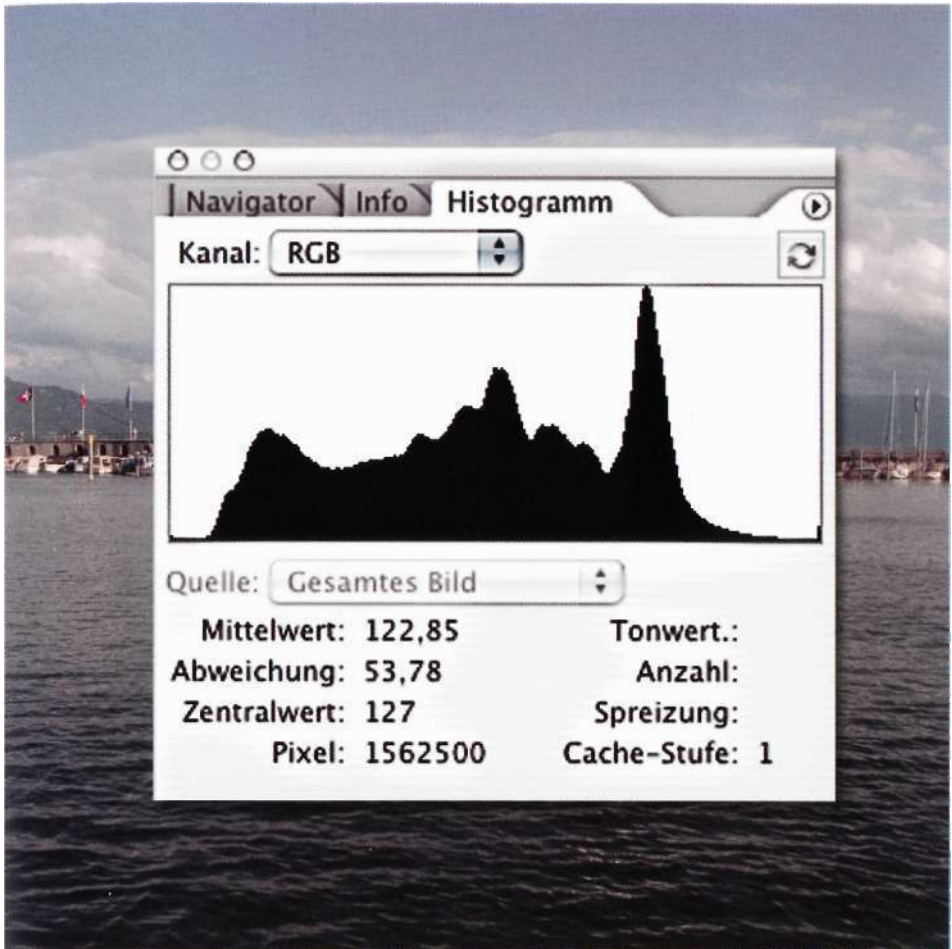 Navigator Info Histogramm
Kanal: RGB
Quelle: Gesamtes Bild
Mittelwert: 122,85 Tonwert.:
Abweichung: 53,78 Anzahl:
Zentralwert: 127 Spreizung:
Pixel: 1562500 Cache-Stufe: 1